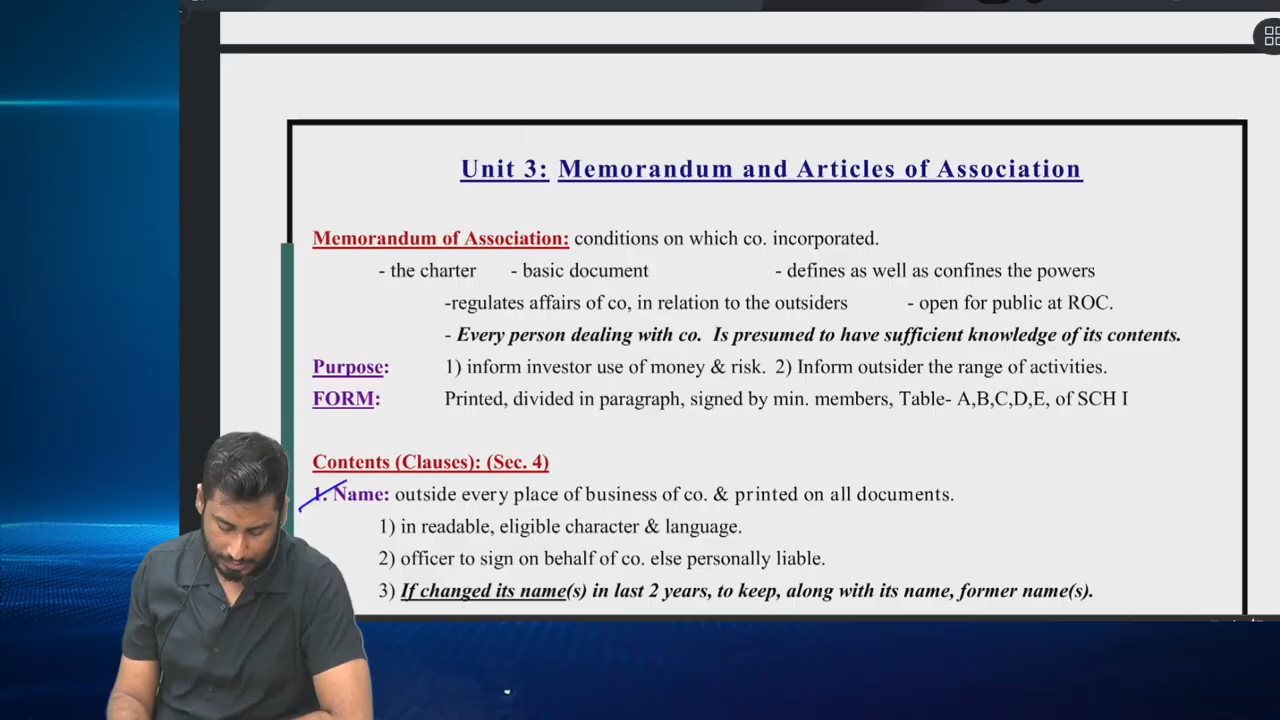 Unit 3: Memorandum and Articles of Association
Memorandum of Association: conditions on which co. incorporated.
- the charter - basic document - defines as well as confines the powers
-regulates affairs of co, in relation to the outsiders - open for public at ROC.
- Every person dealing with co. Is presumed to have sufficient knowledge of its contents.
Purpose: 1) inform investor use of money & risk. 2) Inform outsider the range of activities.
FORM: Printed, divided in paragraph, signed by min. members, Table- A,B,C,D,E, of SCH I
Contents (Clauses): (Sec. 4)
1. Name: outside every place of business of co. & printed on all documents.
1) in readable, eligible character & language.
2) officer to sign on behalf of co. else personally liable.
3) If changed its name(s) in last 2 years, to keep, along with its name, former name(s).